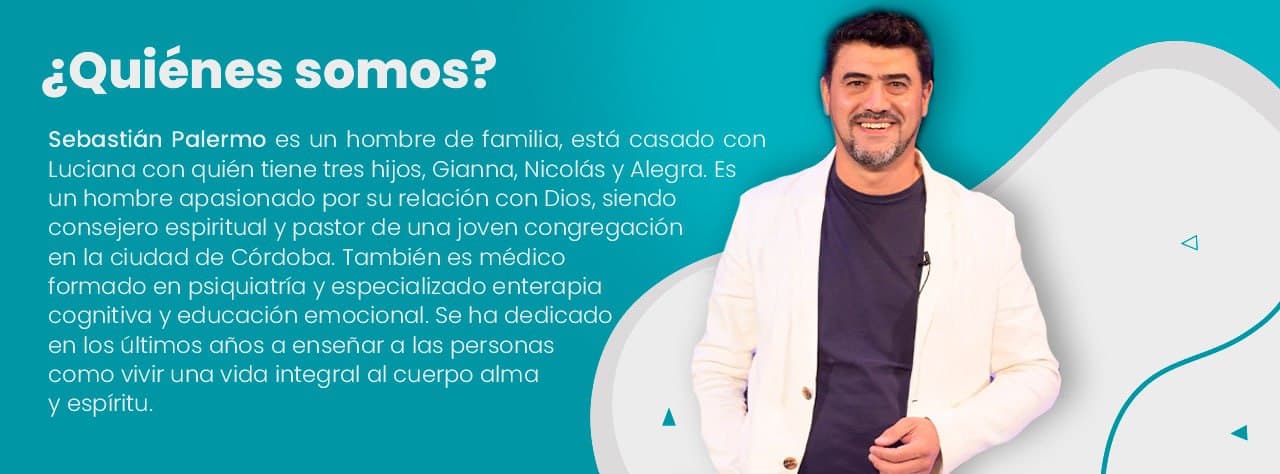 ¿Quiénes somos?
Sebastián Palermo es un hombre de familia, está casado con
Luciana con quién tiene tres hijos, Gianna, Nicolás y Alegra. Es
un hombre apasionado por su relación con Dios, siendo
consejero espiritual y pastor de una joven congregación
en la ciudad de Córdoba. También es médico
formado en psiquiatría y especializado enterapia
cognitiva y educación emocional. Se ha dedicado
en los últimos años a enseñar a las personas
como vivir una vida integral al cuerpo alma
y espíritu.